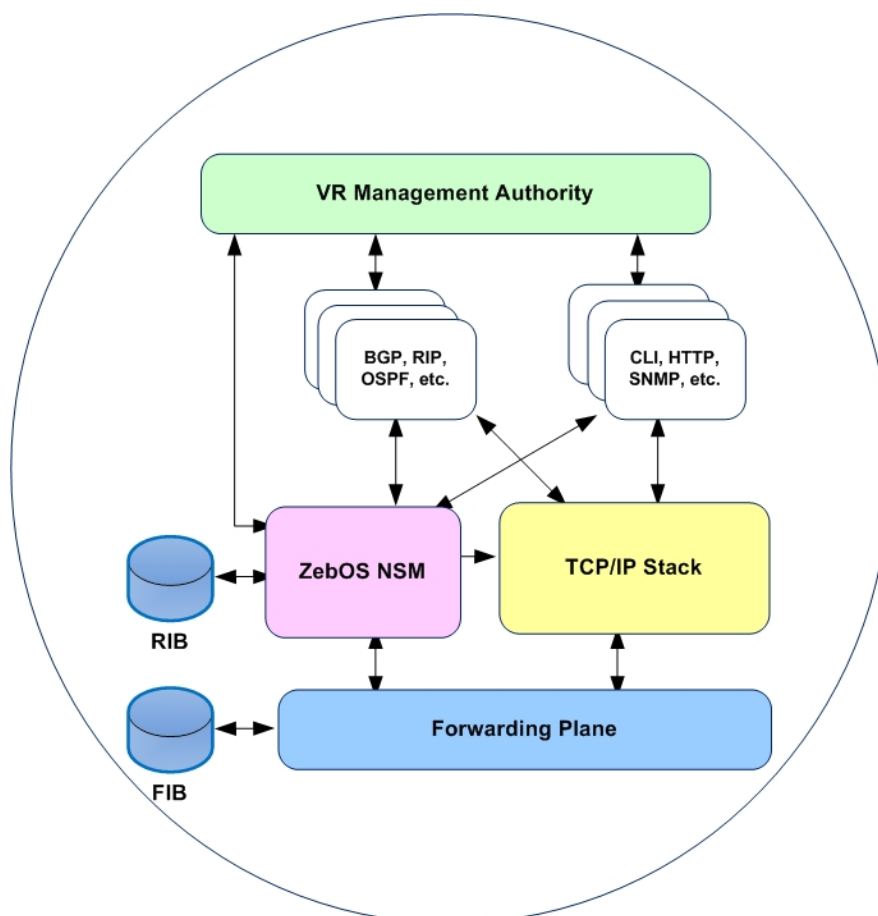 VR Management Authority
BGP, RIP,
OSPF, etc.
CLI, HTTP,
SNMP, etc.
ZebOS NSM
TCP/IP Stack
RIB
Forwarding Plane
FIB